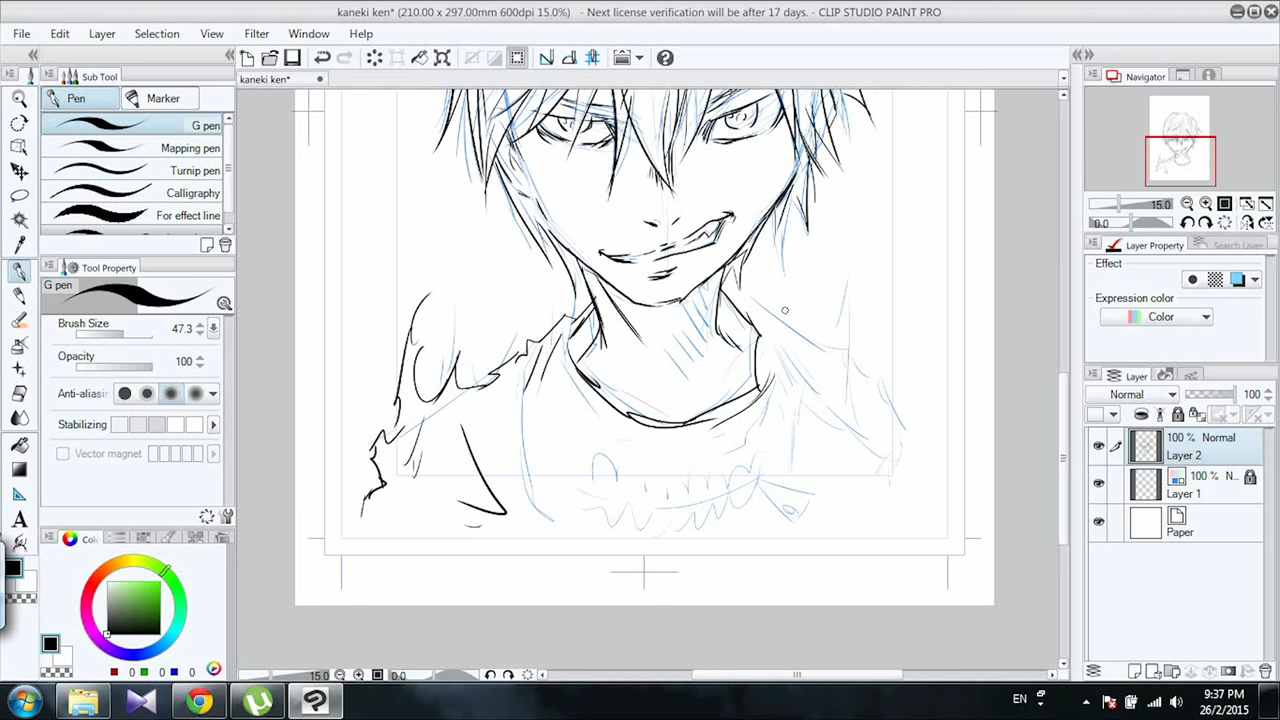 kaneki ken* (210.00 x 297.00mm 600dpi 15.0%)  - Next license verification will be after 17 days. - CLIP STUDIO PAINT PRO
File Edit Layer Selection View Filter Window Help
Sub Tool
kaneki ken*
Navigator
Pen
Marker
G pen
Mapping pen
Turnip pen
Calligraphy
For effect line
Tool Property
G pen
Brush Size 47.3
Opacity 100
Anti-aliasing
Stabilizing
Vector magnet
Colo
0 0 0
15.0
0.0
15.0
0.0
Layer Property
Search Layer
Effect
Expression color
Color
Layer
Normal 100
100 % Normal
Layer 2
100 % N...
Layer 1
Paper
EN
9:37 PM
26/2/2015